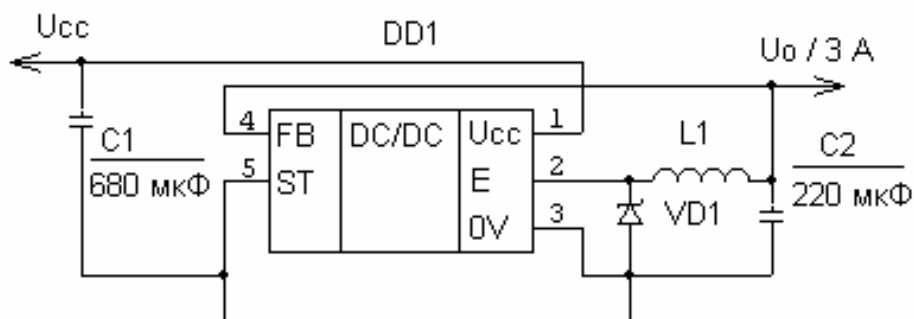 Ucc
DD1
Uo / 3 A
4
FB
DC/DC
Ucc
1
L1
C1
680 мкФ
5
ST
E
2
C2
220 мкФ
VD1
0V
3